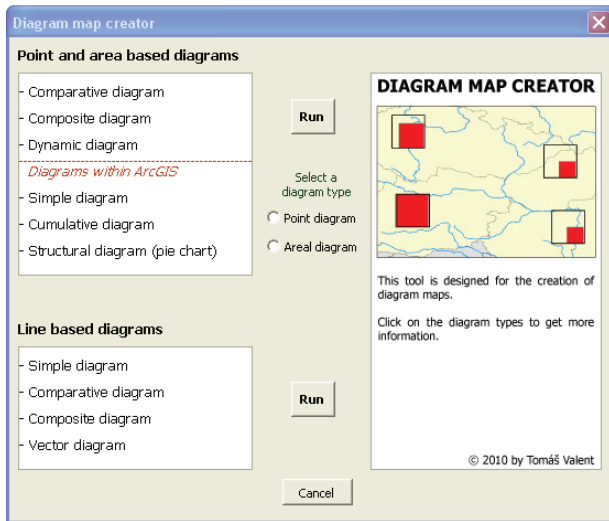 Diagram map creator
Point and area based diagrams
- Comparative diagram
- Composite diagram
- Dynamic diagram
Diagrams within ArcGIS
- Simple diagram
- Cumulative diagram
- Structural diagram (pie chart)
Run
Select a
diagram type
Point diagram
Areal diagram
Line based diagrams
- Simple diagram
- Comparative diagram
- Composite diagram
- Vector diagram
Run
Cancel
DIAGRAM MAP CREATOR
This tool is designed for the creation of
diagram maps.
Click on the diagram types to get more
information.
© 2010 by Tomáš Valent